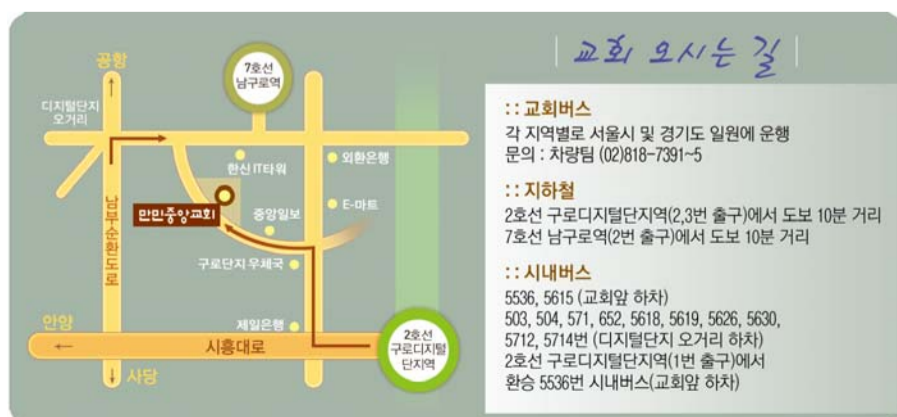 공항
7호선
남구로역
디지털단지
오거리
한신 IT타워
외환은행
만민중앙교회
중앙일보
E-마트
남부순환도로
구로단지 우체국
제일은행
안양
시흥대로
2호선
구로디지털
단지역
사당
교회 오시는 길
:: 교회버스
각 지역별로 서울시 및 경기도 일원에 운행
문의 : 차량팀 (02)818-7391~5
:: 지하철
2호선 구로디지털단지역(2,3번 출구)에서 도보 10분 거리
7호선 남구로역(2번 출구)에서 도보 10분 거리
:: 시내버스
5536, 5615 (교회앞 하차)
503, 504, 571, 652, 5618, 5619, 5626, 5630,
5712, 5714번 (디지털단지 오거리 하차)
2호선 구로디지털단지역(1번 출구)에서
환승 5536번 시내버스(교회앞 하차)